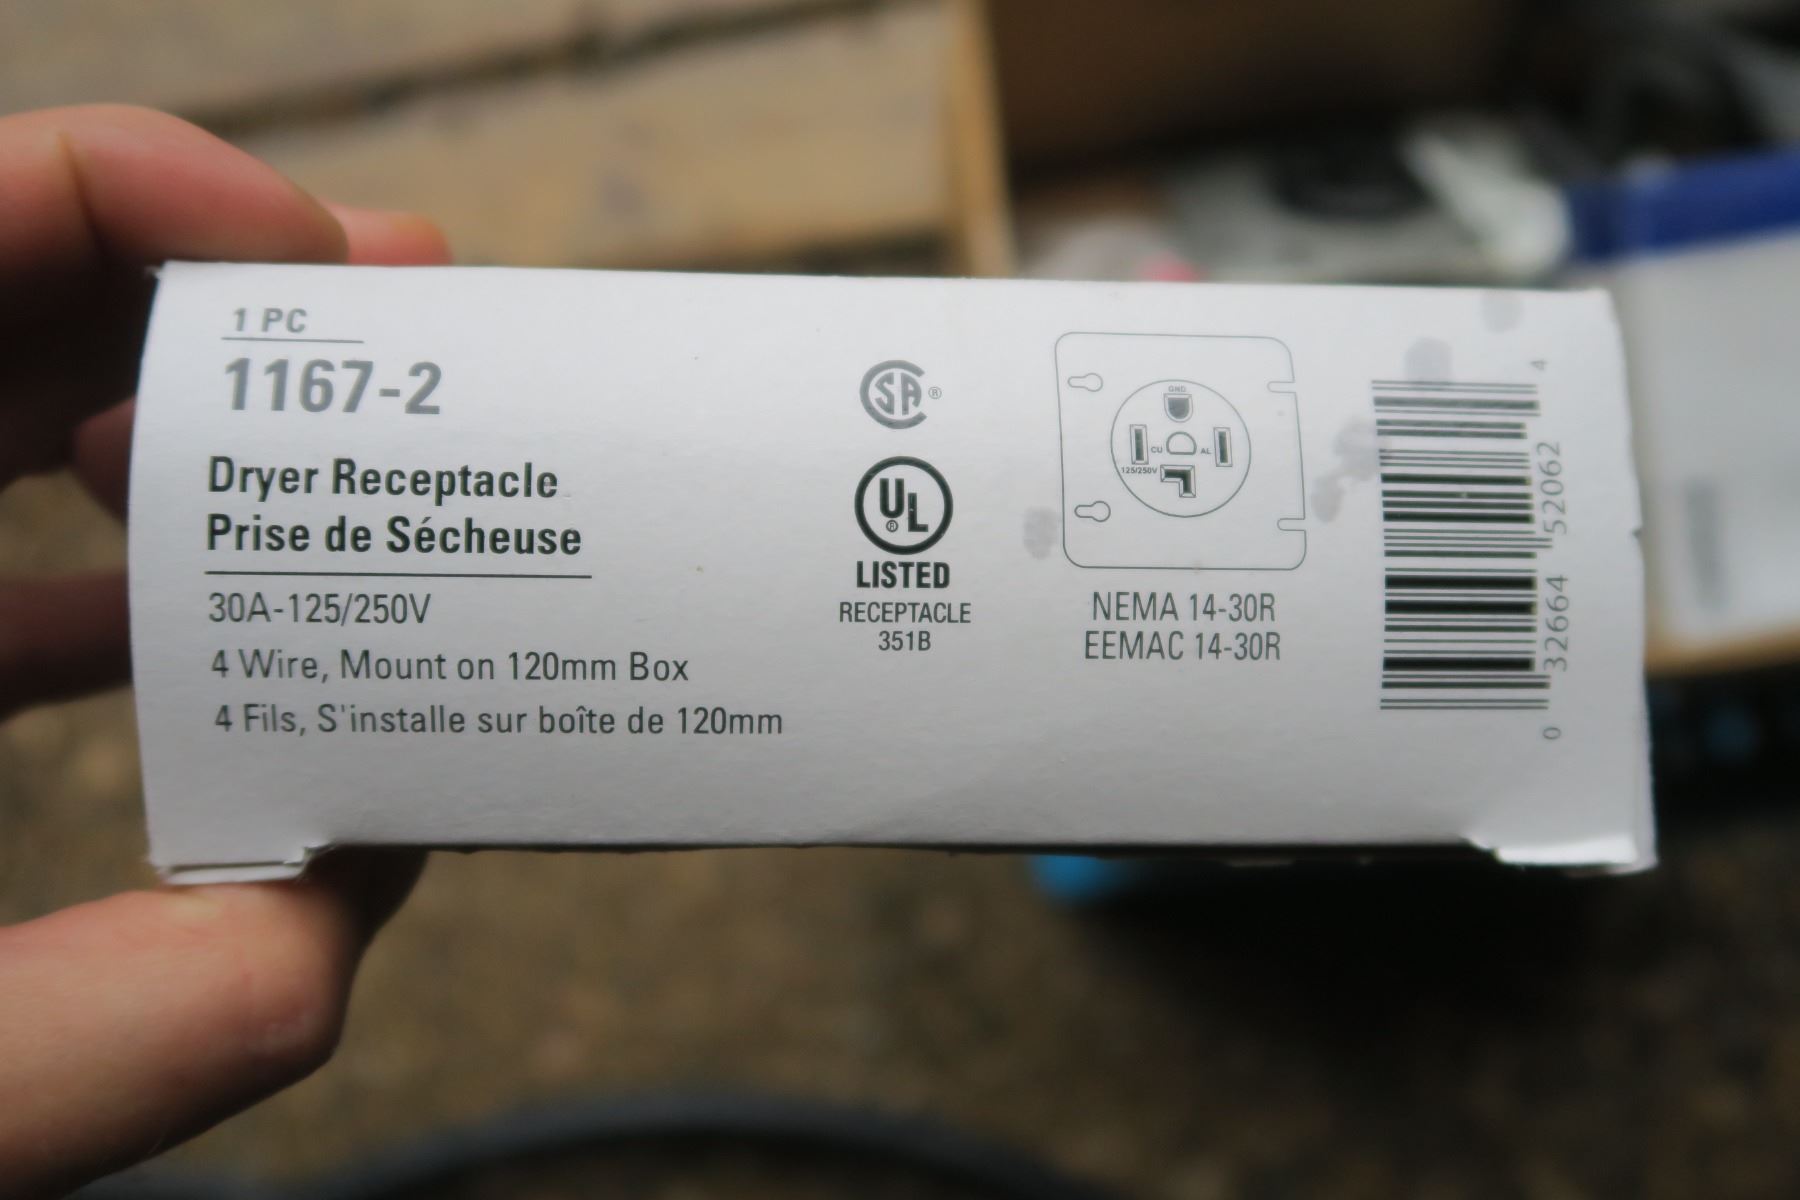 1 PC
1167-2
Dryer Receptacle
Prise de Sécheuse
30A-125/250V
4 Wire, Mount on 120mm Box
4 Fils, S'installe sur boîte de 120mm
SA®
UL®
LISTED
RECEPTACLE
351B
GND
CU AL
125/250V
NEMA 14-30R
EEMAC 14-30R
0 32664 52062 4